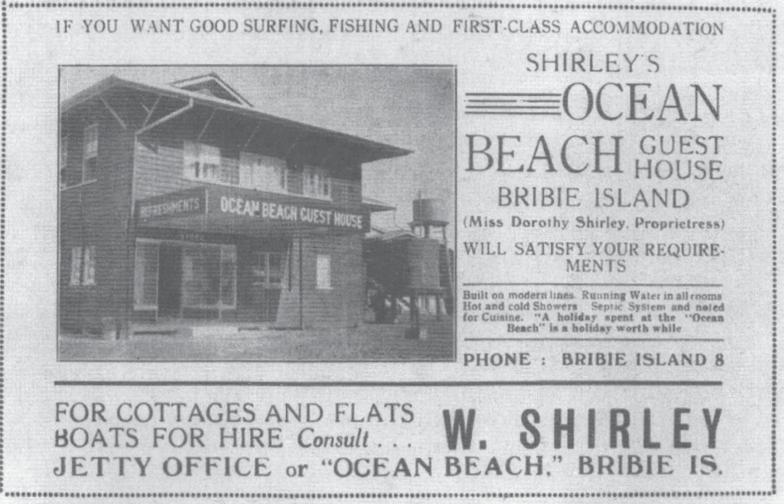 IF YOU WANT GOOD SURFING, FISHING AND FIRST-CLASS ACCOMMODATION
SHIRLEY'S
OCEAN
BEACH GUEST HOUSE
BRIBIE ISLAND
(Miss Dorothy Shirley, Proprietress)
WILL SATISFY YOUR REQUIRE-
MENTS
Built on modern lines. Running Water in all rooms
Hot and cold Showers Septic System and noted
for Cuisine. "A holiday spent at the "Ocean
Beach" is a holiday worth while
PHONE : BRIBIE ISLAND 8
REFRESHMENTS
OCEAN BEACH GUEST HOUSE
FOR COTTAGES AND FLATS
BOATS FOR HIRE Consult . . .
W. SHIRLEY
JETTY OFFICE or "OCEAN BEACH," BRIBIE IS.